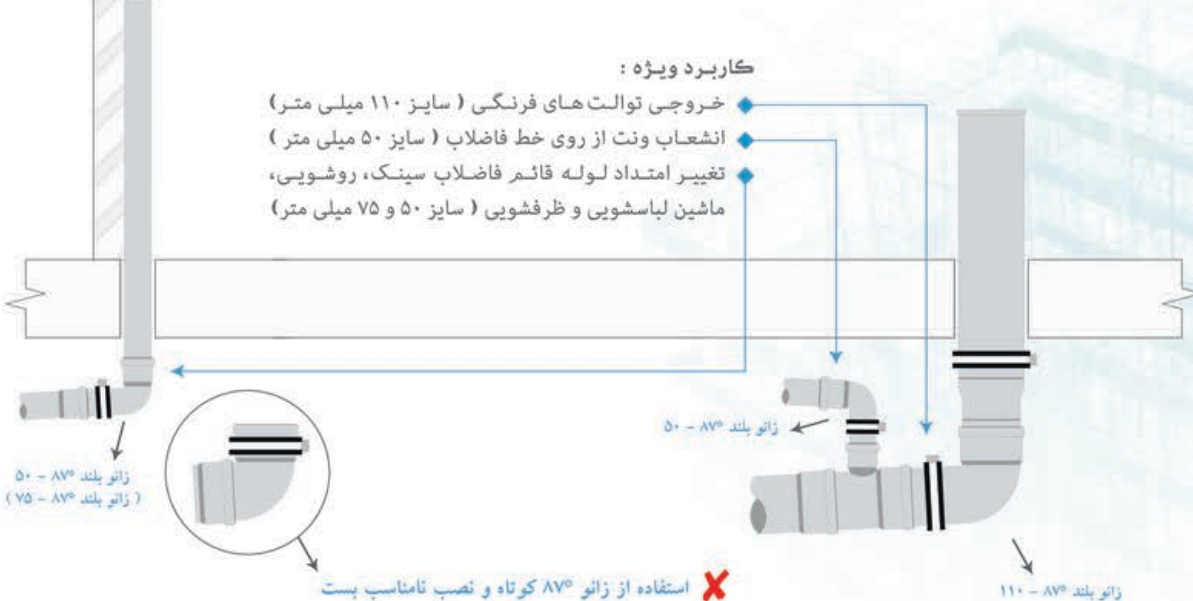 کاربرد ویژه :
خروجی توالت های فرنگی ( سایز ۱۱۰ میلی متر)
انشعاب ونت از روی خط فاضلاب ( سایز ۵۰ میلی متر )
تغییر امتداد لوله قائم فاضلاب سینک، روشویی،
ماشین لباسشویی و ظرفشویی ( سایز ۵۰ و ۷۵ میلی متر)
زانو بلند ۸۷° – ۵۰
زانو بلند ۸۷° – ۵۰
( زانو بلند ۸۷° – ۷۵ )
استفاده از زانو ۸۷° کوتاه و نصب نامناسب بست
زانو بلند ۸۷° – ۱۱۰